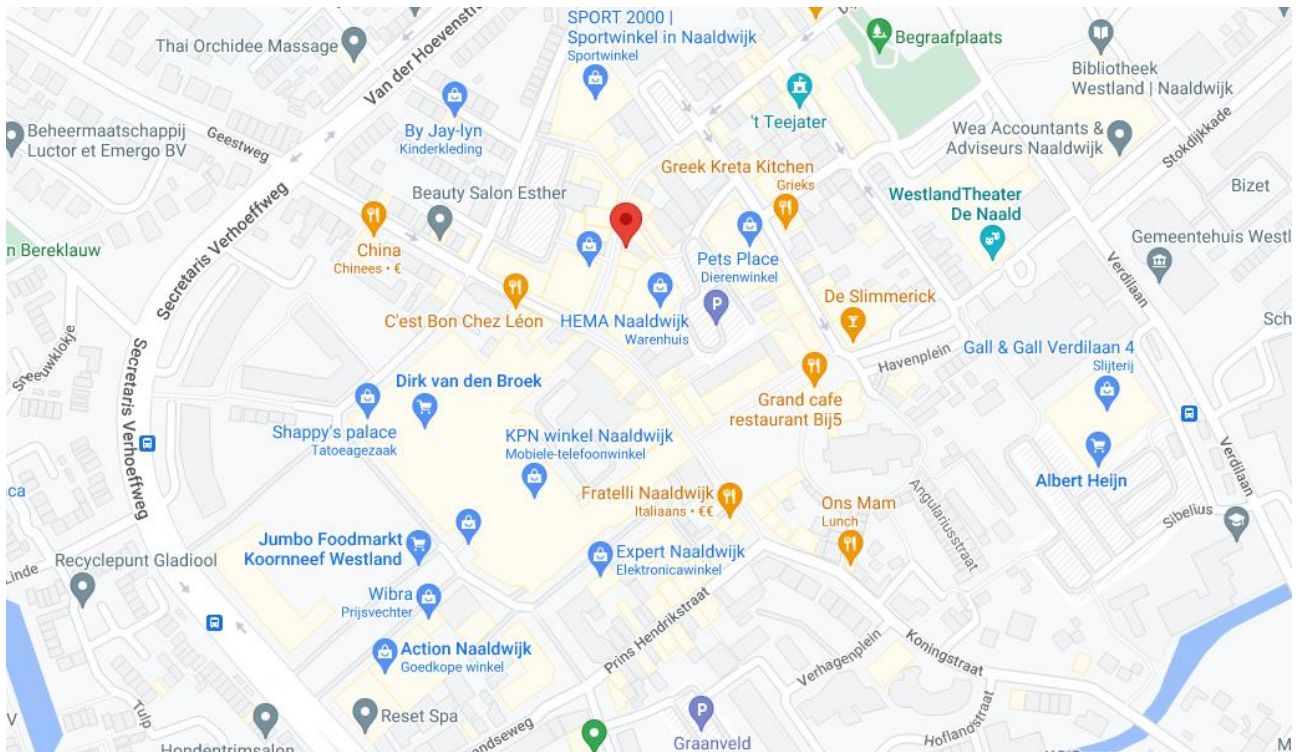 SPORT 2000 |
Sportwinkel in Naaldwijk
Sportwinkel
Thai Orchidee Massage
Van der Hoevenstr
Begraafplaats
Bibliotheek
Westland | Naaldwijk
't Teejater
By Jay-lyn
Kinderkleding
Beheermaatschappij
Luctor et Emergo BV
Geestweg
Wea Accountants &
Adviseurs Naaldwijk
Stokdijkkade
Greek Kreta Kitchen
Grieks
Beauty Salon Esther
WestlandTheater
De Naald
Bizet
n Bereklauw
China
Chinees • €
Secretaris Verhoeffweg
Pets Place
Dierenwinkel
Gemeentehuis Westl
Verdilaan
De Slimmerick
C'est Bon Chez Léon
HEMA Naaldwijk
Warenhuis
P
Sch
Sneeuwklokje
Havenplein
Gall & Gall Verdilaan 4
Slijterij
Secretaris Verhoeffweg
Dirk van den Broek
Grand cafe
restaurant Bij5
Shappy's palace
Tatoeagezaak
KPN winkel Naaldwijk
Mobiele-telefoonwinkel
Verdilaan
Albert Heijn
ca
Fratelli Naaldwijk
Italiaans • €€
Ons Mam
Lunch
Angulariusstraat
Sibelius
Jumbo Foodmarkt
Koornneef Westland
Expert Naaldwijk
Elektronicawinkel
Recyclepunt Gladiool
Linde
Wibra
Prijsvechter
Prins Hendrikstraat
Action Naaldwijk
Goedkope winkel
Koningstraat
Verhagenplein
Tulp
Reset Spa
P
Graanveld
Hoflandstraat
V
Hondentrimsalon
andseweg
M